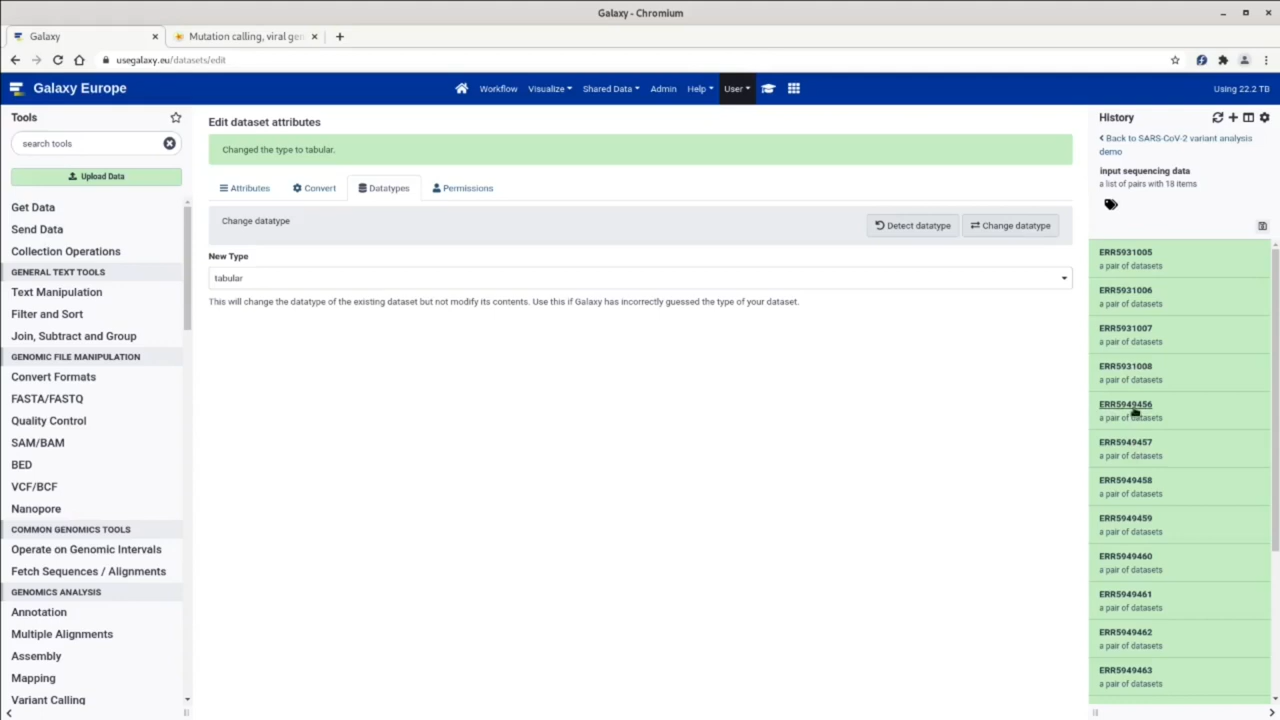 Galaxy - Chromium
Galaxy
Mutation calling, viral gen
usegalaxy.eu/datasets/edit
Galaxy Europe
Workflow
Visualize
Shared Data
Admin
Help
User
Using 22.2 TB
Tools
search tools
Upload Data
Get Data
Send Data
Collection Operations
GENERAL TEXT TOOLS
Text Manipulation
Filter and Sort
Join, Subtract and Group
GENOMIC FILE MANIPULATION
Convert Formats
FASTA/FASTQ
Quality Control
SAM/BAM
BED
VCF/BCF
Nanopore
COMMON GENOMICS TOOLS
Operate on Genomic Intervals
Fetch Sequences / Alignments
GENOMICS ANALYSIS
Annotation
Multiple Alignments
Assembly
Mapping
Variant Calling
Edit dataset attributes
Changed the type to tabular.
Attributes
Convert
Datatypes
Permissions
Change datatype
Detect datatype
Change datatype
New Type
tabular
This will change the datatype of the existing dataset but not modify its contents. Use this if Galaxy has incorrectly guessed the type of your dataset.
History
Back to SARS-CoV-2 variant analysis
demo
input sequencing data
a list of pairs with 18 items
ERR5931005
a pair of datasets
ERR5931006
a pair of datasets
ERR5931007
a pair of datasets
ERR5931008
a pair of datasets
ERR5949456
a pair of datasets
ERR5949457
a pair of datasets
ERR5949458
a pair of datasets
ERR5949459
a pair of datasets
ERR5949460
a pair of datasets
ERR5949461
a pair of datasets
ERR5949462
a pair of datasets
ERR5949463
a pair of datasets